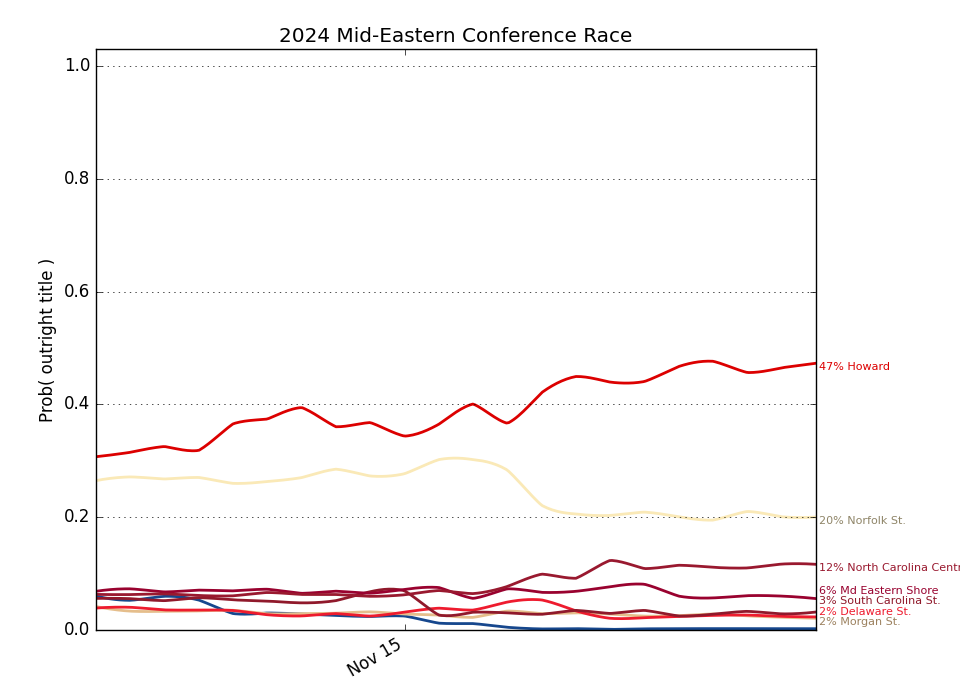 2024 Mid-Eastern Conference Race
1.0
0.8
0.6
0.4
0.2
0.0
Prob( outright title )
Nov 15
47% Howard
20% Norfolk St.
12% North Carolina Centr
6% Md Eastern Shore
3% South Carolina St.
2% Delaware St.
2% Morgan St.